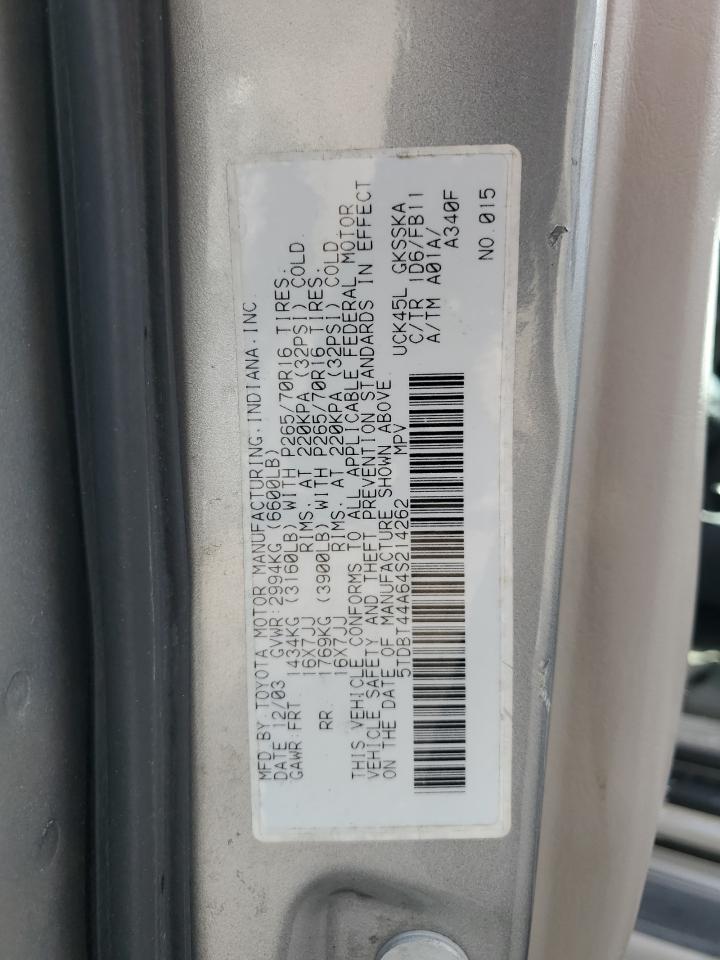 MFD.BY TOYOTA MOTOR MANUFACTURING.INDIANA.INC.
DATE 12/03 GVWR:2994KG (6600LB)
GAWR:FRT 1434KG (3160LB) WITH P265/70R16 TIRES.
16X7JJ RIMS. AT 220KPA (32PSI) COLD.
RR 1769KG (3900LB) WITH P265/70R16 TIRES.
16X7JJ RIMS. AT 220KPA (32PSI) COLD
THIS VEHICLE CONFORMS TO ALL APPLICABLE FEDERAL MOTOR
VEHICLE SAFETY AND THEFT PREVENTION STANDARDS IN EFFECT
ON THE DATE OF MANUFACTURE SHOWN ABOVE.
5TDBT44A64S214262 MPV
UCK45L GKSSKA
C/TR 1D6/FB11
A/TM A01A/
A340F
NO.015